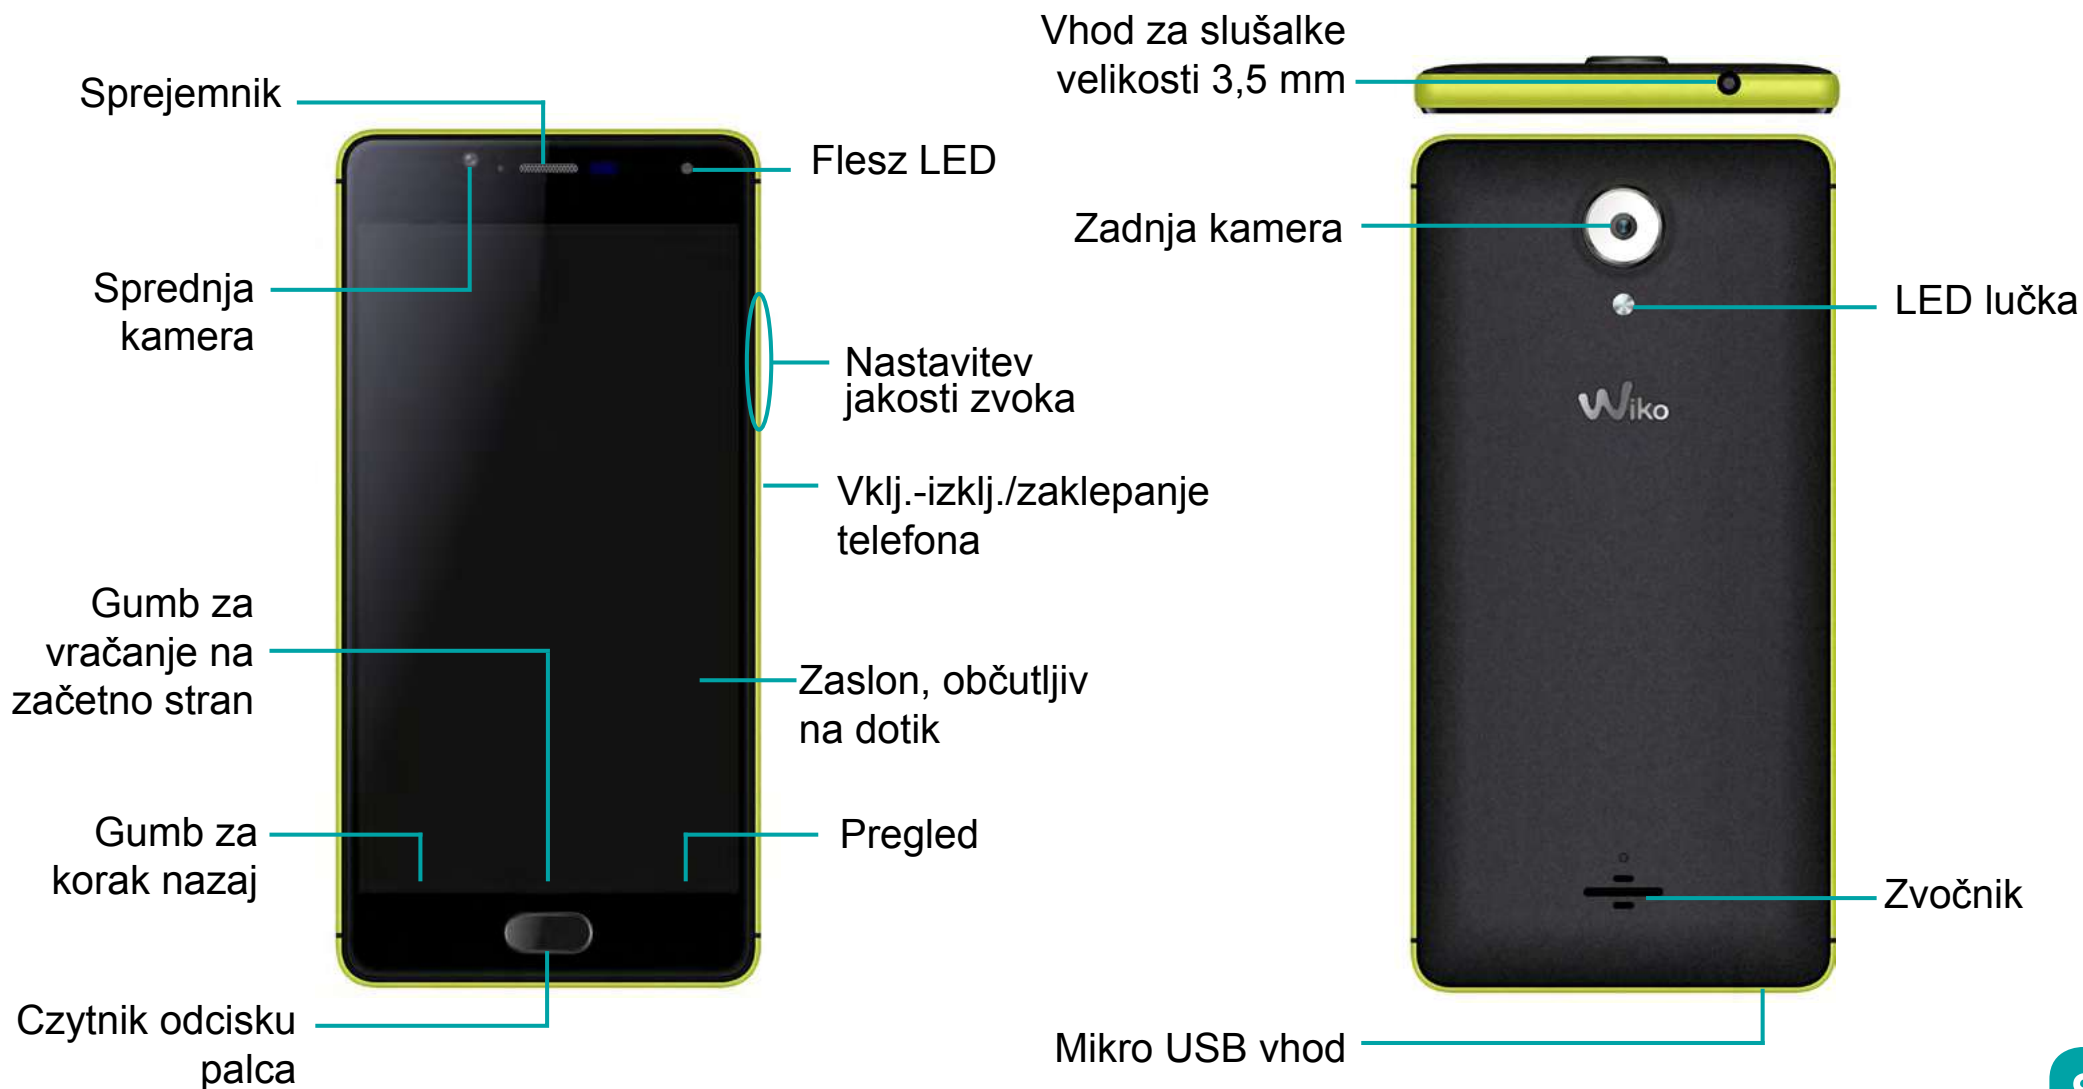 Sprejemnik
Flesz LED
Sprednja
kamera
Nastavitev
jakosti zvoka
Vklj.-izklj./zaklepanje
telefona
Gumb za
vračanje na
začetno stran
Zaslon, občutljiv
na dotik
Gumb za
korak nazaj
Pregled
Czytnik odcisku
palca
Vhod za slušalke
velikosti 3,5 mm
Zadnja kamera
LED lučka
Wiko
Zvočnik
Mikro USB vhod